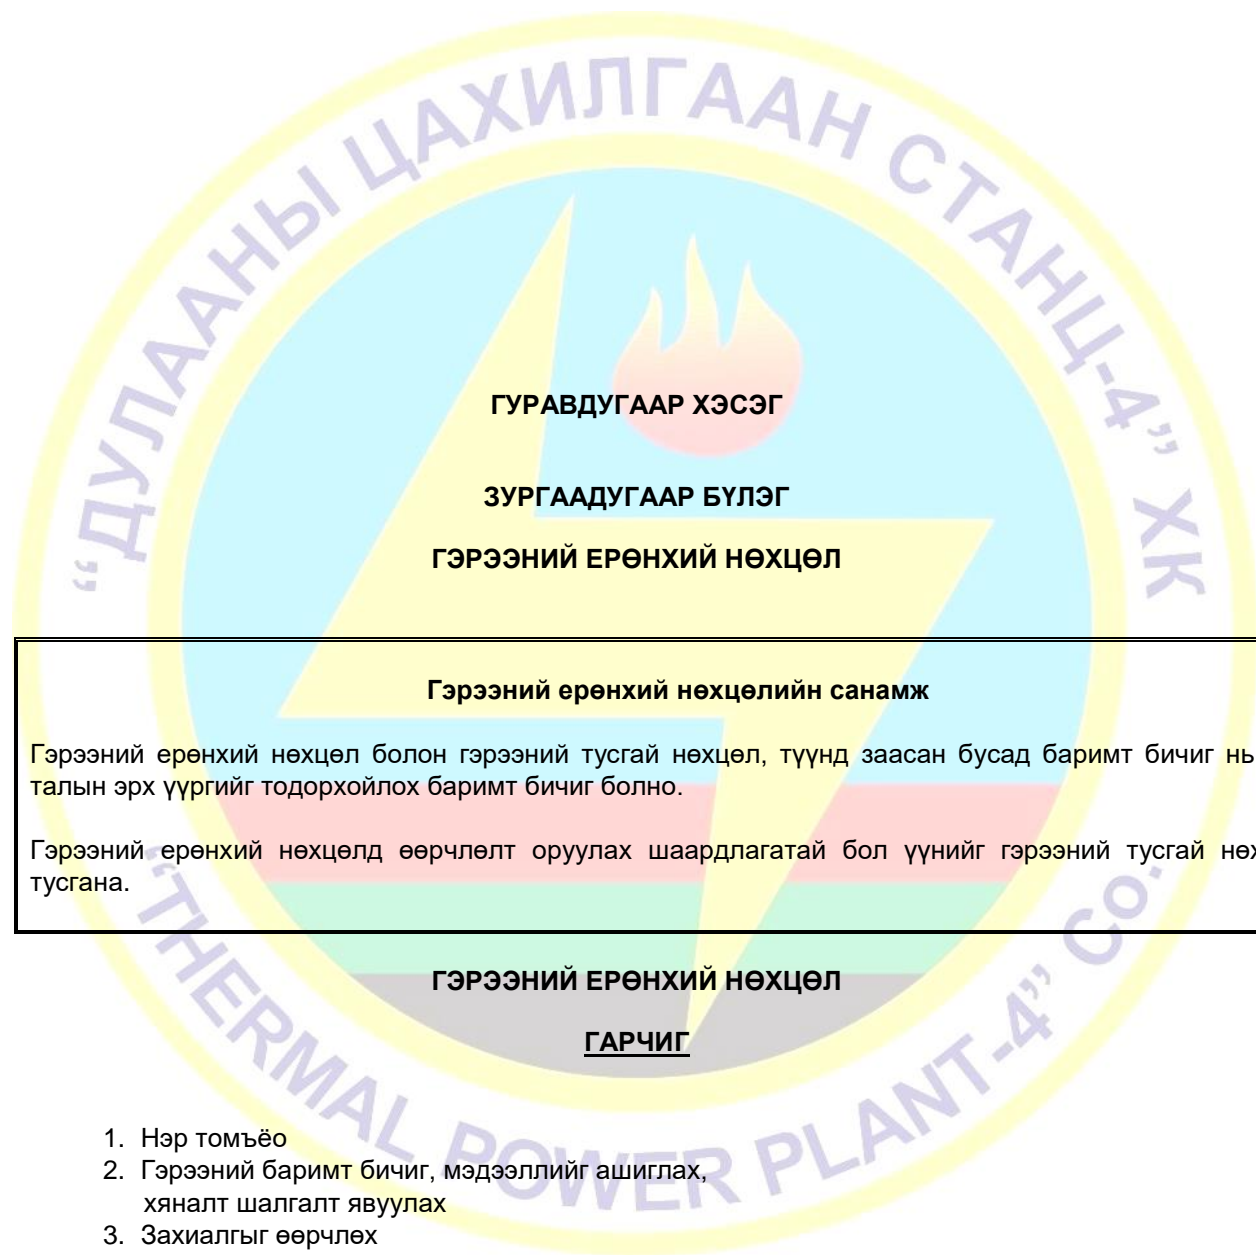 "ДУЛААНЫ ЦАХИЛГААН СТАНЦ-4" ХК
ГУРАВДУГААР ХЭСЭГ
ЗУРГААДУГААР БҮЛЭГ
ГЭРЭЭНИЙ ЕРӨНХИЙ НӨХЦӨЛ
Гэрээний ерөнхий нөхцөлийн санамж
Гэрээний ерөнхий нөхцөл болон гэрээний тусгай нөхцөл, түүнд заасан бусад баримт бичиг нь
талын эрх үүргийг тодорхойлох баримт бичиг болно.
Гэрээний ерөнхий нөхцөлд өөрчлөлт оруулах шаардлагатай бол үүнийг гэрээний тусгай
тусгана.
ГЭРЭЭНИЙ ЕРӨНХИЙ НӨХЦӨЛ
ГАРЧИГ
1. Нэр томъёо
2. Гэрээний баримт бичиг, мэдээллийг ашиглах,
хяналт шалгалт явуулах
3. Захиалгыг өөрчлөх
"THERMAL POWER PLANT-4" Co.